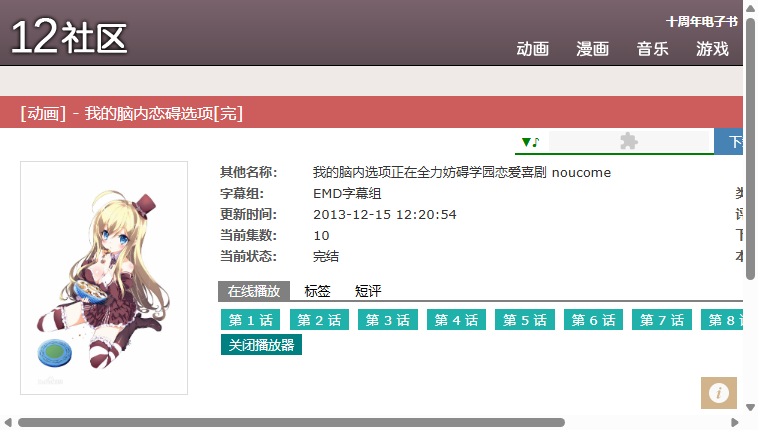 十周年电子书
12社区
动画 漫画 音乐 游戏
[动画] - 我的脑内恋碍选项[完]
▼♪
其他名称: 我的脑内选项正在全力妨碍学园恋爱喜剧 noucome
字幕组: EMD字幕组
更新时间: 2013-12-15 12:20:54
当前集数: 10
当前状态: 完结
在线播放 标签 短评
第 1 话 第 2 话 第 3 话 第 4 话 第 5 话 第 6 话 第 7 话 第 8
关闭播放器